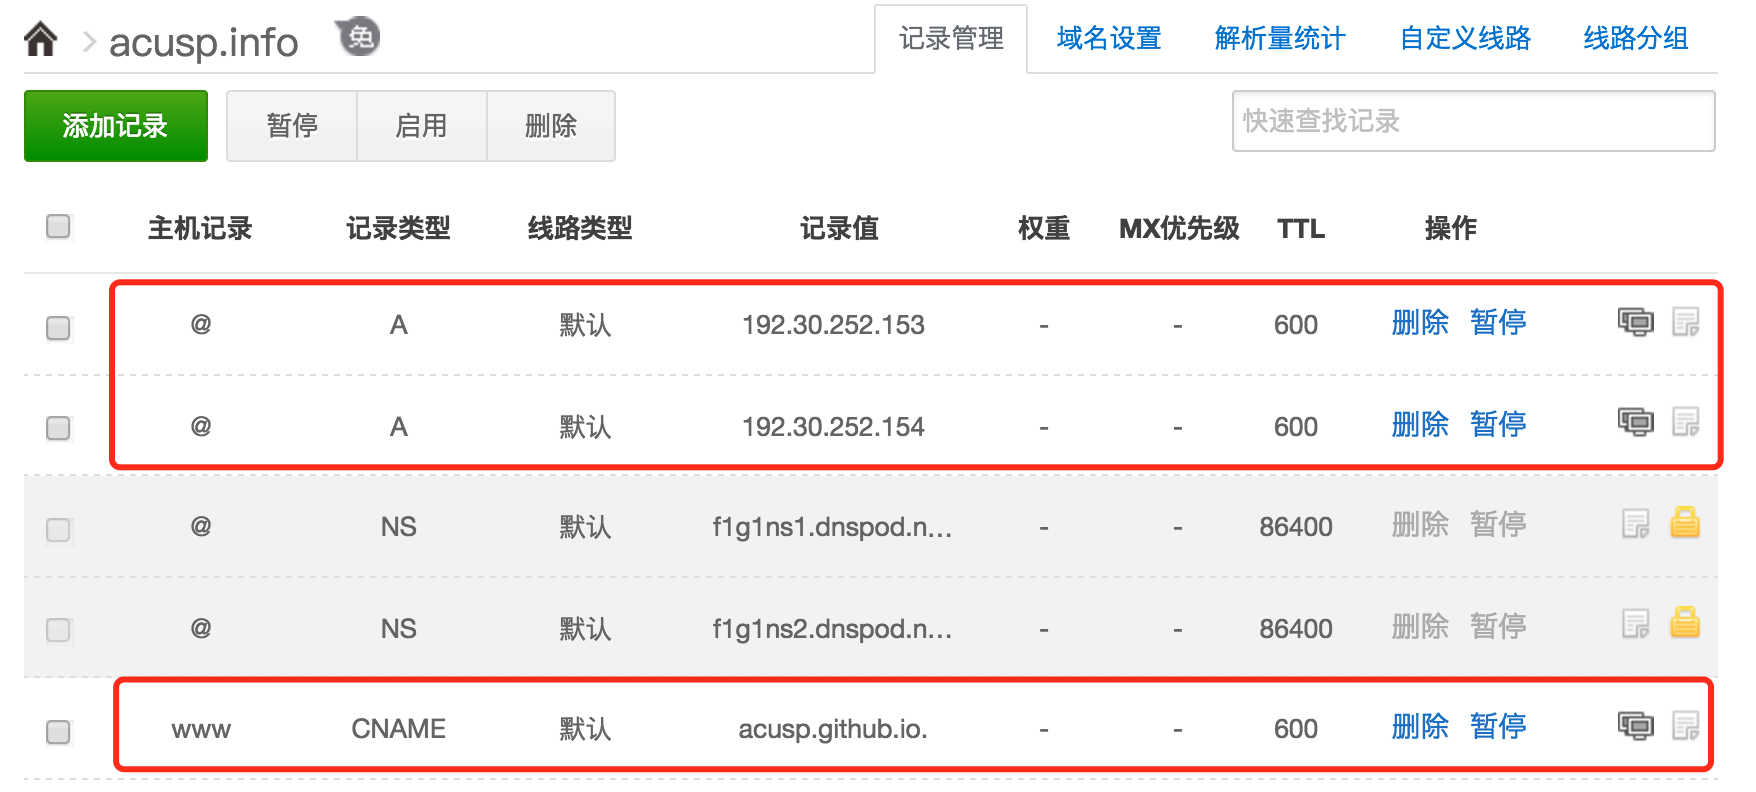 acusp.info 免 记录管理 域名设置 解析量统计 自定义线路 线路分组
添加记录 暂停 启用 删除 快速查找记录
主机记录 记录类型 线路类型 记录值 权重 MX优先级 TTL 操作
@ A 默认 192.30.252.153 - - 600 删除 暂停
@ A 默认 192.30.252.154 - - 600 删除 暂停
@ NS 默认 f1g1ns1.dnspod.n... - - 86400 删除 暂停
@ NS 默认 f1g1ns2.dnspod.n... - - 86400 删除 暂停
www CNAME 默认 acusp.github.io. - - 600 删除 暂停